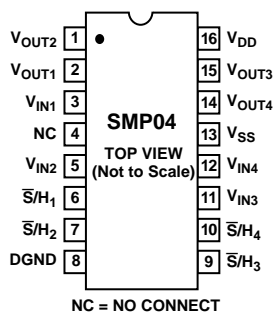 VOUT2 1
VOUT1 2
VIN1 3
NC 4
VIN2 5
S̅/H1 6
S̅/H2 7
DGND 8
SMP04
TOP VIEW
(Not to Scale)
16 VDD
15 VOUT3
14 VOUT4
13 VSS
12 VIN4
11 VIN3
10 S̅/H4
9 S̅/H3
NC = NO CONNECT